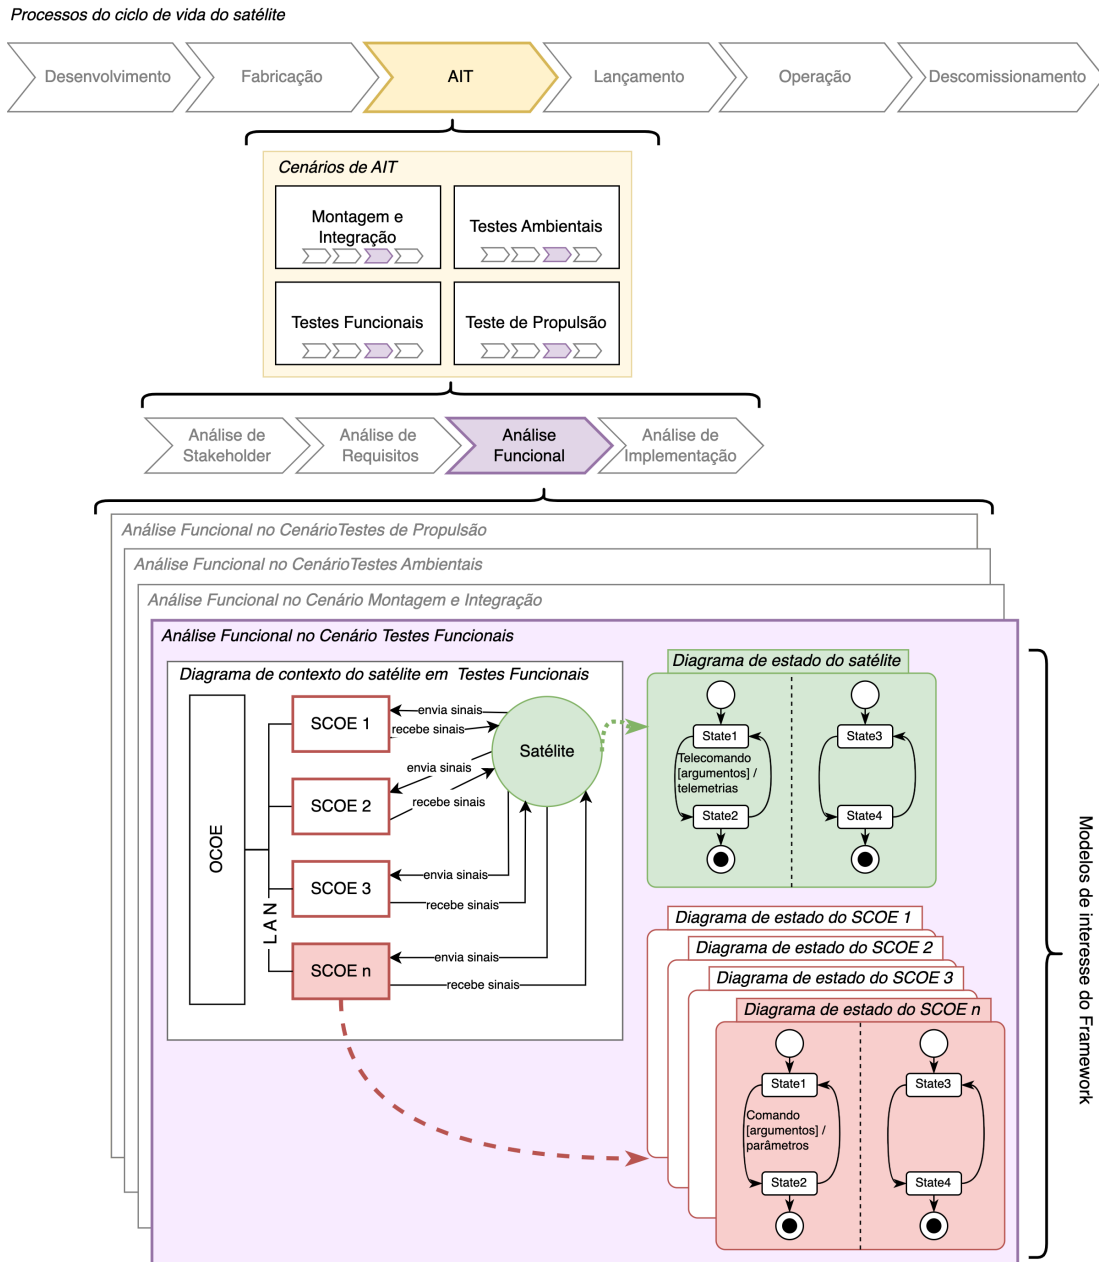 Processos do ciclo de vida do satélite
Desenvolvimento
Fabricação
AIT
Lançamento
Operação
Descomissionamento
Cenários de AIT
Montagem e
Integração
Testes Ambientais
Testes Funcionais
Teste de Propulsão
Análise de
Stakeholder
Análise de
Requisitos
Análise
Funcional
Análise de
Implementação
Análise Funcional no CenárioTestes de Propulsão
Análise Funcional no CenárioTestes Ambientais
Análise Funcional no Cenário Montagem e Integração
Análise Funcional no Cenário Testes Funcionais
Diagrama de contexto do satélite em  Testes Funcionais
OCOE
LAN
SCOE 1
envia sinais
recebe sinais
SCOE 2
envia sinais
recebe sinais
SCOE 3
envia sinais
recebe sinais
SCOE n
envia sinais
recebe sinais
Satélite
Diagrama de estado do satélite
State1
Telecomando
[argumentos] /
telemetrias
State2
State3
State4
Diagrama de estado do SCOE 1
Diagrama de estado do SCOE 2
Diagrama de estado do SCOE 3
Diagrama de estado do SCOE n
State1
Comando
[argumentos] /
parâmetros
State2
State3
State4
Modelos de interesse do Framework